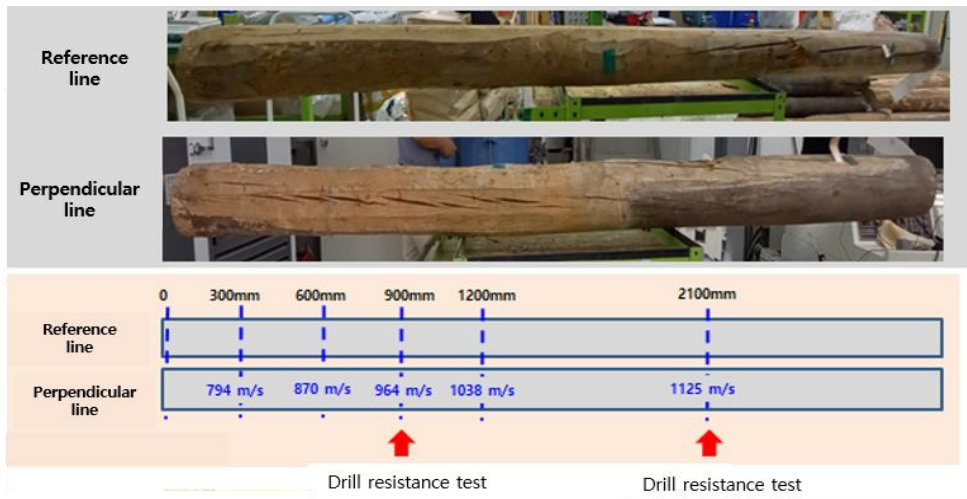 Reference
line
Perpendicular
line
0 300mm 600mm 900mm 1200mm 2100mm
Reference
line
Perpendicular
line
794 m/s 870 m/s 964 m/s 1038 m/s 1125 m/s
Drill resistance test Drill resistance test